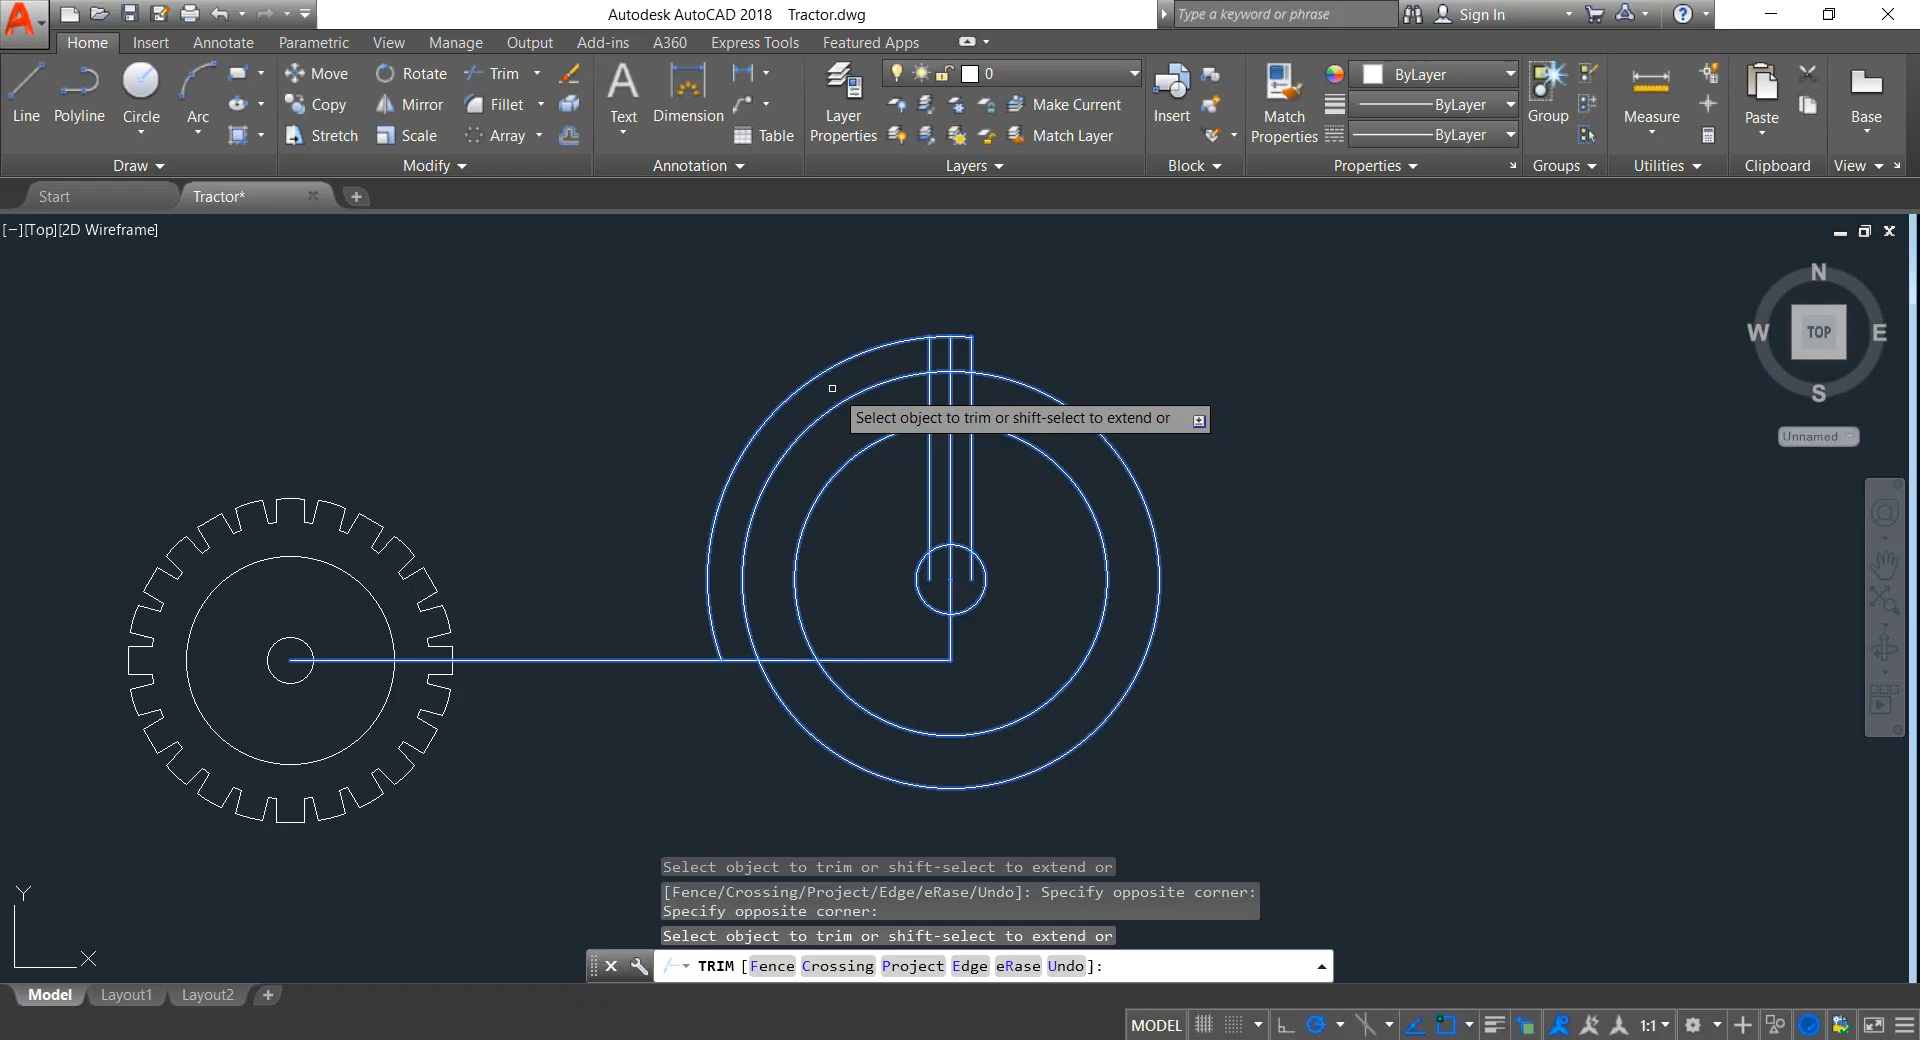 Autodesk AutoCAD 2018 Tractor.dwg
Type a keyword or phrase
Sign In
Home Insert Annotate Parametric View Manage Output Add-ins A360 Express Tools Featured Apps
Line
Polyline
Circle
Arc
Draw
Move
Rotate
Trim
Copy
Mirror
Fillet
Stretch
Scale
Array
Modify
Text
Dimension
Table
Annotation
Layer
Properties
0
Make Current
Match Layer
Layers
Insert
Block
Match
Properties
ByLayer
ByLayer
ByLayer
Properties
Group
Groups
Measure
Utilities
Paste
Clipboard
Base
View
Start
Tractor*
[−][Top][2D Wireframe]
N
W
TOP
E
S
Unnamed
Select object to trim or shift-select to extend or
Y
X
Select object to trim or shift-select to extend or
[Fence/Crossing/Project/Edge/eRase/Undo]: Specify opposite corner:
Specify opposite corner:
Select object to trim or shift-select to extend or
TRIM [Fence Crossing Project Edge eRase Undo]:
Model Layout1 Layout2
MODEL
1:1